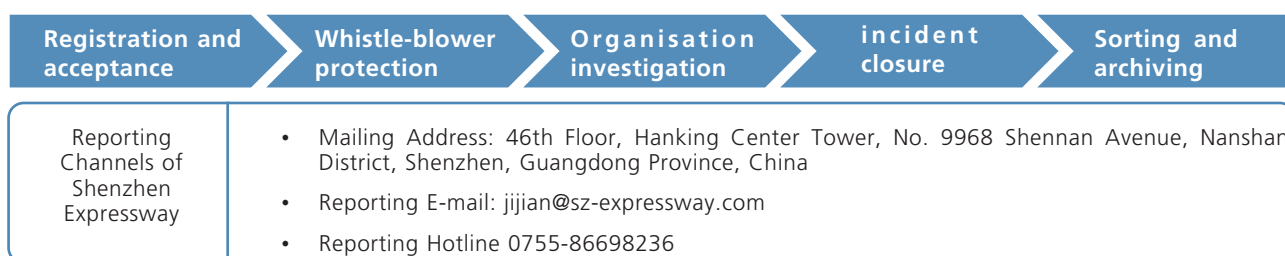 Registration and
acceptance
Whistle-blower
protection
Organisation
investigation
incident
closure
Sorting and
archiving
Reporting
Channels of
Shenzhen
Expressway
• Mailing Address: 46th Floor, Hanking Center Tower, No. 9968 Shennan Avenue, Nanshan
District, Shenzhen, Guangdong Province, China
• Reporting E-mail: jijian@sz-expressway.com
• Reporting Hotline 0755-86698236